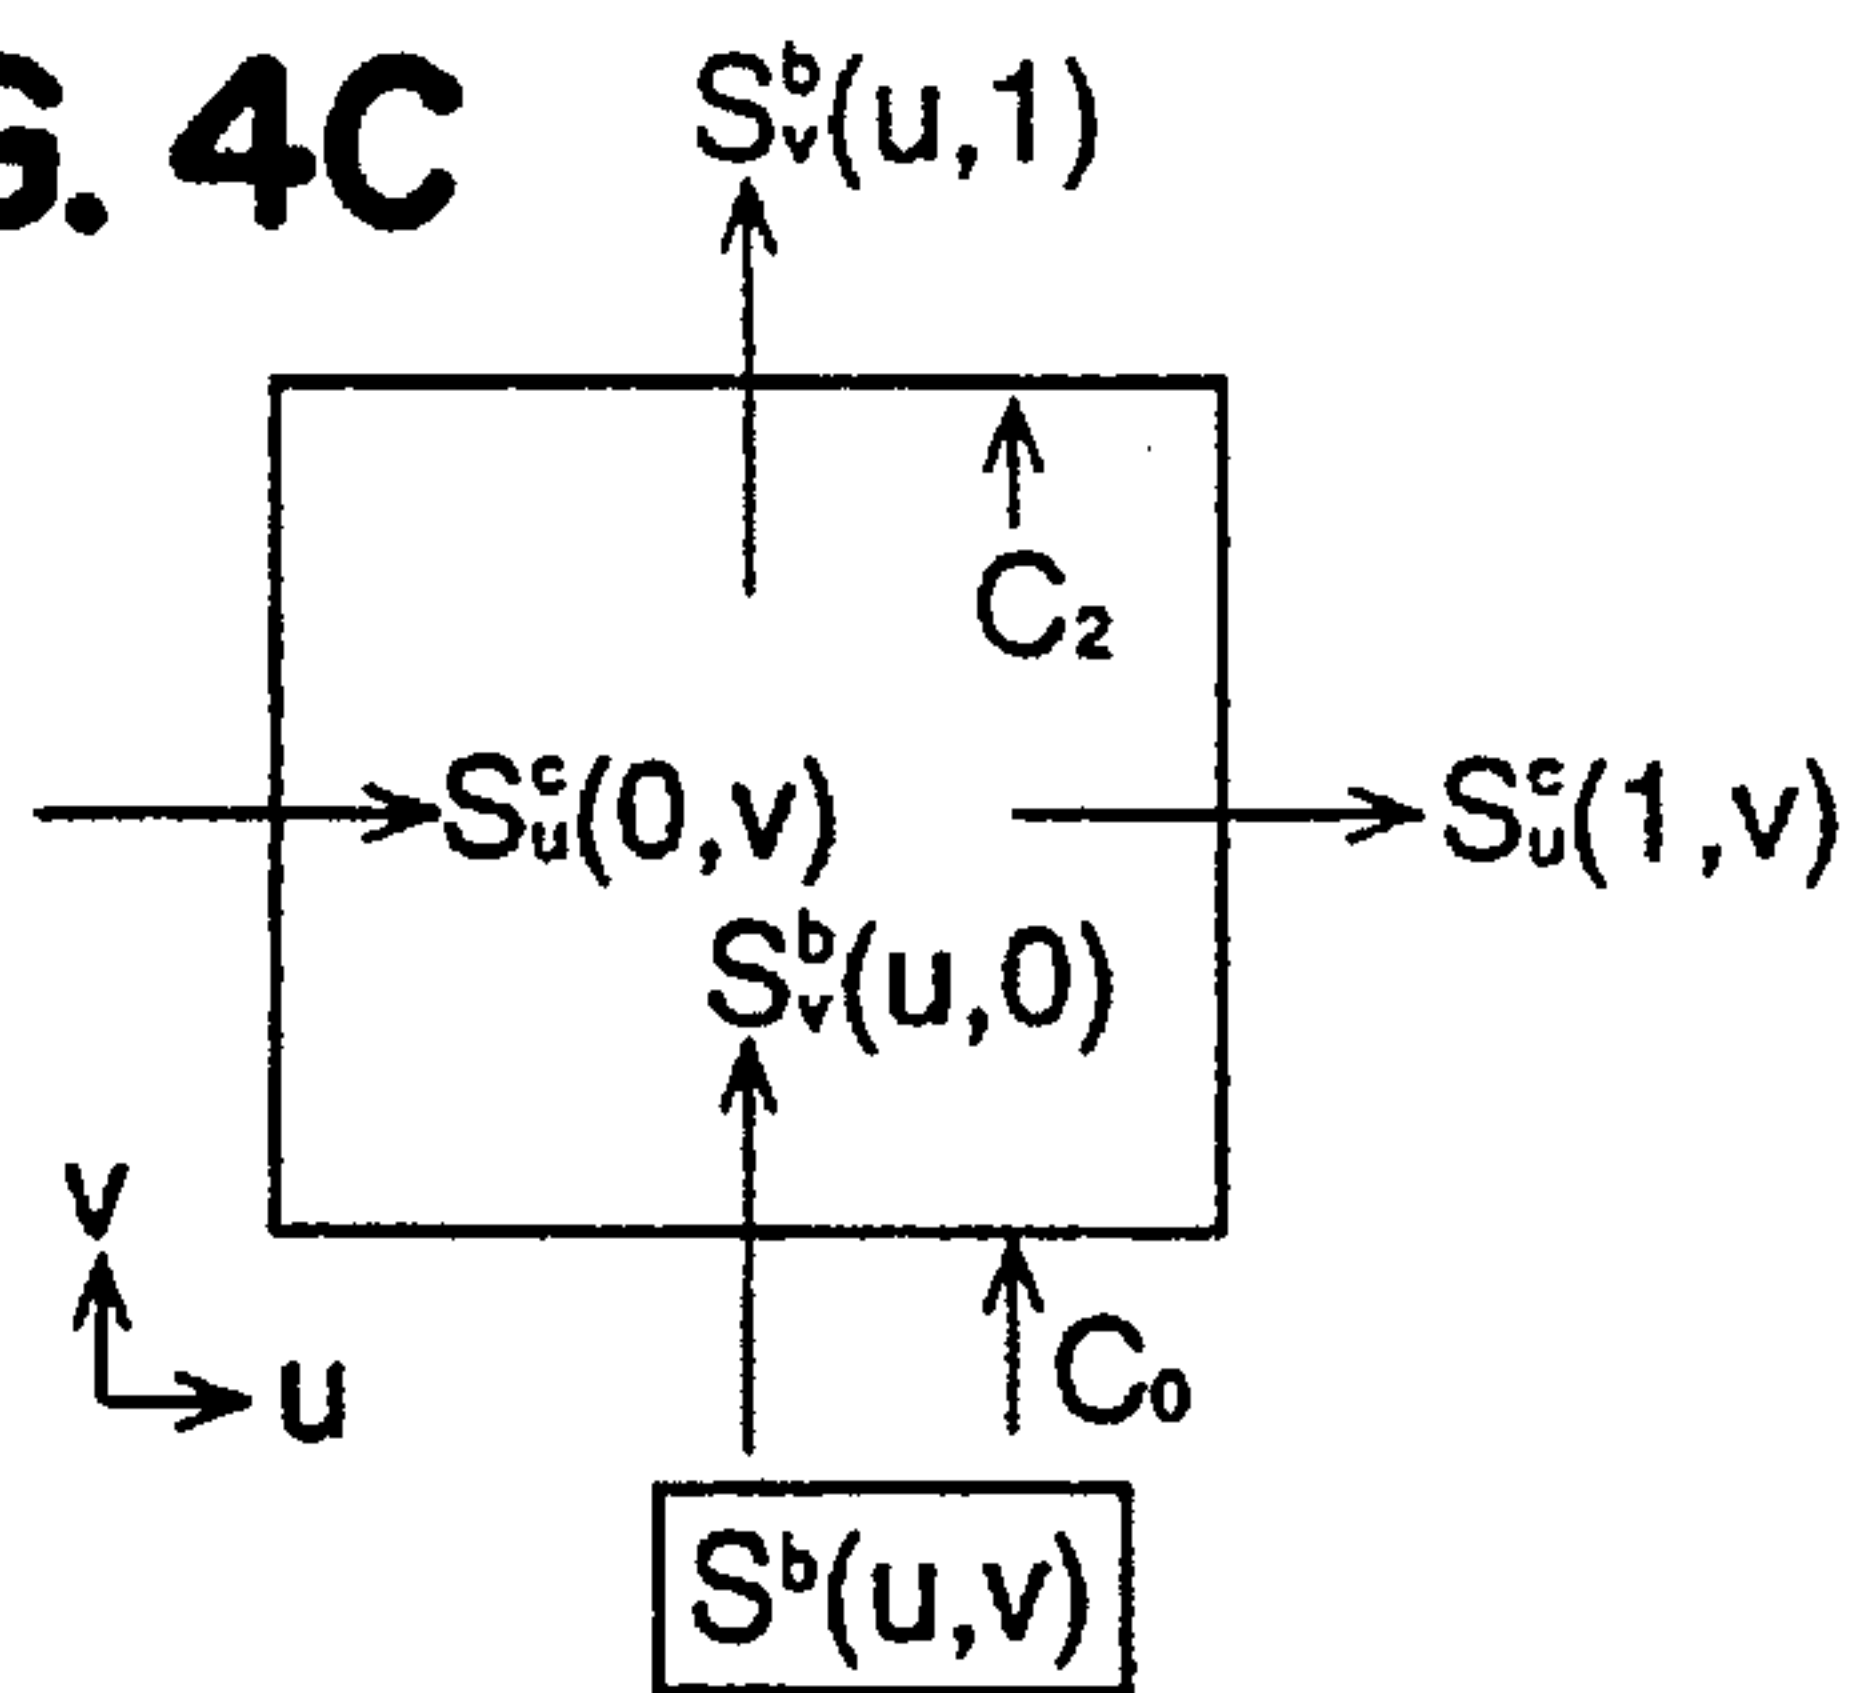 G. 4C
S^b_v(u,1)
C₂
S^c_u(0,v)
S^c_u(1,v)
S^b_v(u,0)
v
u
C₀
S^b(u,v)